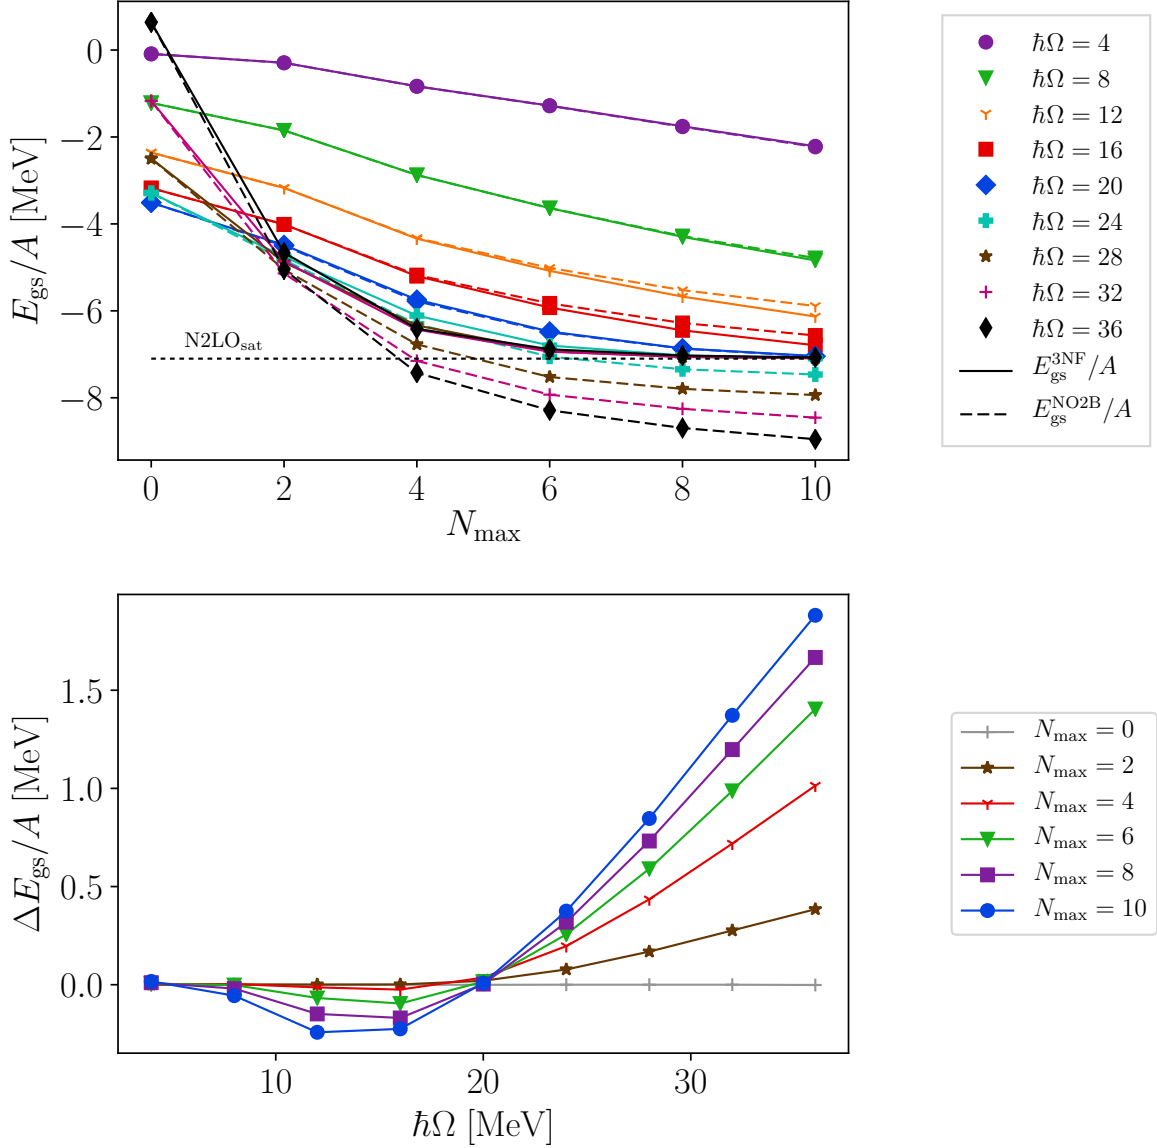 0
−2
−4
−6
−8
E_gs/A [MeV]
N2LO_sat
0 2 4 6 8 10
N_max
ℏΩ = 4
ℏΩ = 8
ℏΩ = 12
ℏΩ = 16
ℏΩ = 20
ℏΩ = 24
ℏΩ = 28
ℏΩ = 32
ℏΩ = 36
E_gs^3NF/A
E_gs^NO2B/A
1.5
1.0
0.5
0.0
ΔE_gs/A [MeV]
10 20 30
ℏΩ [MeV]
N_max = 0
N_max = 2
N_max = 4
N_max = 6
N_max = 8
N_max = 10